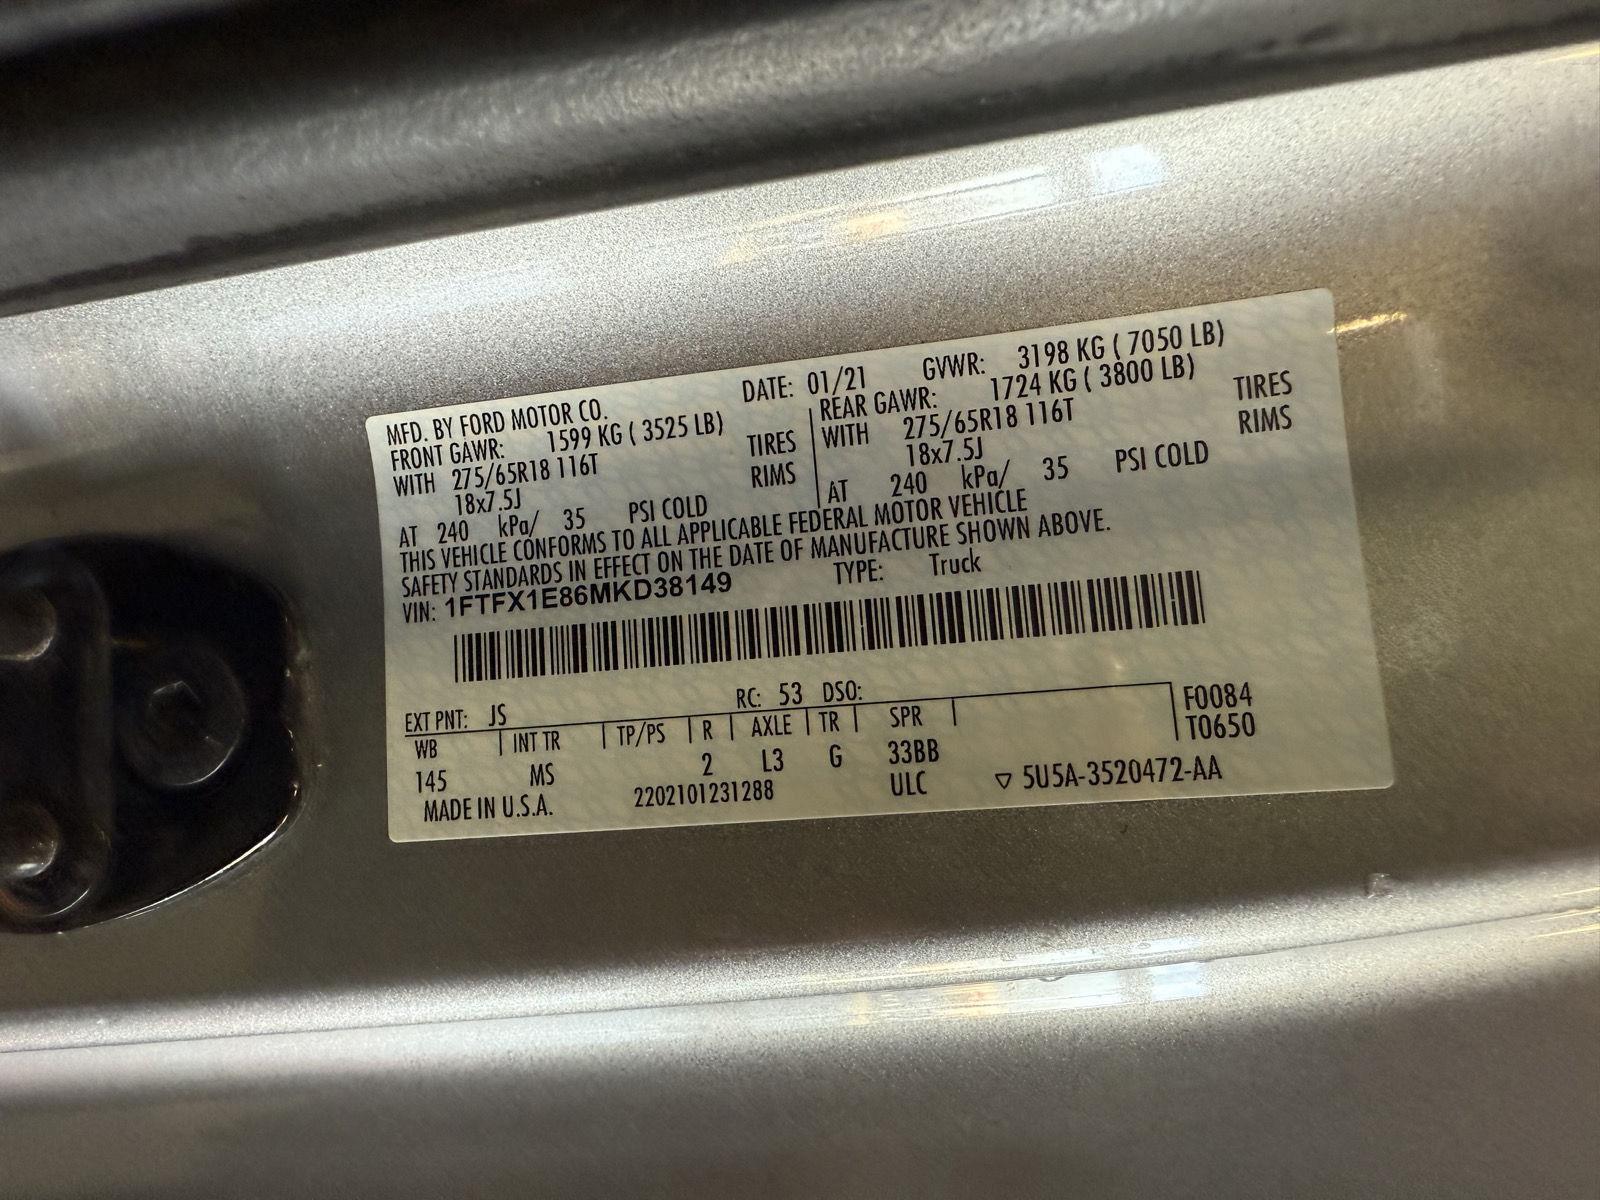 MFD. BY FORD MOTOR CO. DATE: 01/21 GVWR: 3198 KG ( 7050 LB)
FRONT GAWR: 1599 KG ( 3525 LB)
WITH 275/65R18 116T TIRES
18x7.5J RIMS
AT 240 kPa/ 35 PSI COLD
REAR GAWR: 1724 KG ( 3800 LB)
WITH 275/65R18 116T TIRES
18x7.5J RIMS
AT 240 kPa/ 35 PSI COLD
THIS VEHICLE CONFORMS TO ALL APPLICABLE FEDERAL MOTOR VEHICLE
SAFETY STANDARDS IN EFFECT ON THE DATE OF MANUFACTURE SHOWN ABOVE.
VIN: 1FTFX1E86MKD38149 TYPE: Truck
EXT PNT: JS RC: 53 DSO:
WB INT TR TP/PS R AXLE TR SPR F0084
145 MS 2 L3 G 33BB T0650
MADE IN U.S.A. 2202101231288 ULC ▽ 5U5A-3520472-AA